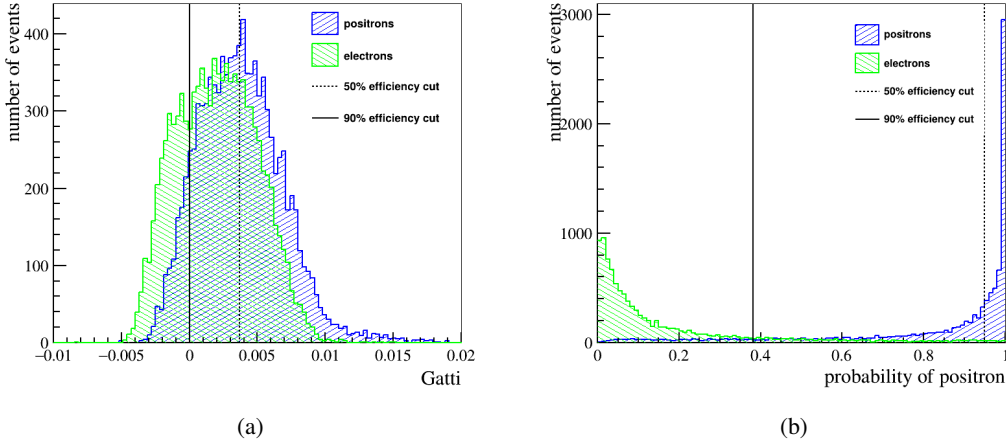 number of events
400
300
200
100
0
−0.01
−0.005
0
0.005
0.01
0.015
0.02
Gatti
positrons
electrons
50% efficiency cut
90% efficiency cut
(a)
number of events
3000
2000
1000
0
0
0.2
0.4
0.6
0.8
1
probability of positron
positrons
electrons
50% efficiency cut
90% efficiency cut
(b)